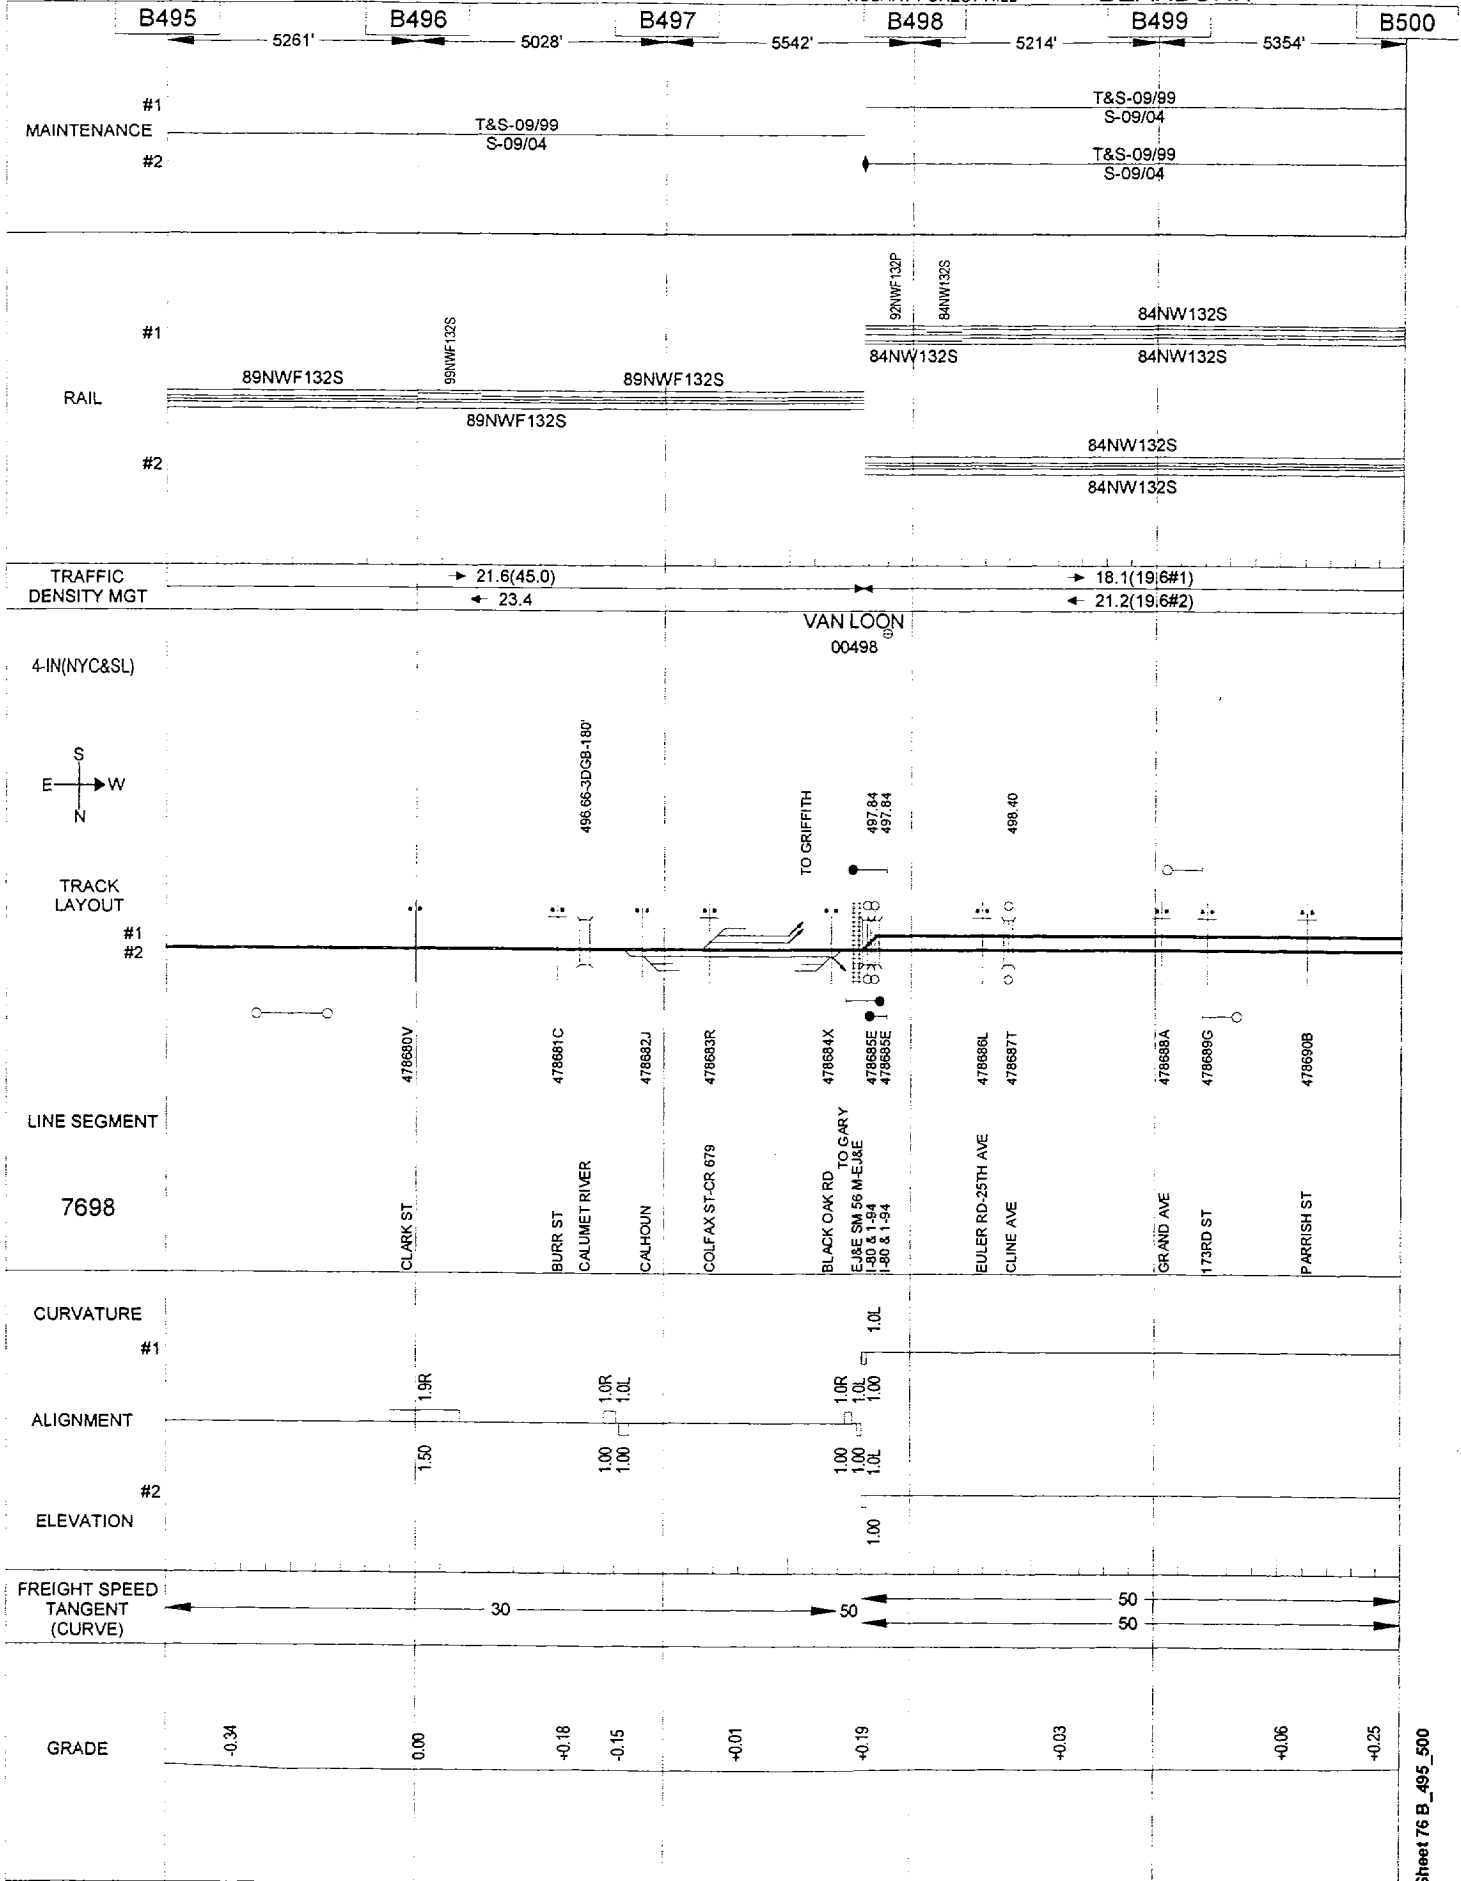 B495 B496 B497 B498 B499 B500
5261' 5028' 5542' 5214' 5354'
#1
MAINTENANCE
#2
T&S-09/99
S-09/04
T&S-09/99
S-09/04
T&S-09/99
S-09/04
#1
RAIL
#2
89NWF132S
99NWF132S
89NWF132S
89NWF132S
92NWF132P
84NW132S
84NW132S
84NW132S
84NW132S
84NW132S
84NW132S
TRAFFIC
DENSITY MGT
21.6(45.0)
23.4
18.1(19.6#1)
21.2(19.6#2)
VAN LOON
00498
4-IN(NYC&SL)
S
E W
N
496.66-3DGB-180'
TO GRIFFITH
497.84
497.84
498.40
TRACK
LAYOUT
#1
#2
478680V
478681C
478682J
478683R
478684X
478685E
478685E
478686L
478687T
478688A
478689G
478690B
LINE SEGMENT
7698
CLARK ST
BURR ST
CALUMET RIVER
CALHOUN
COLFAX ST-CR 679
BLACK OAK RD
TO GARY
EJ&E SM 56 M-EJ&E
I-80 & 1-94
I-80 & 1-94
EULER RD-25TH AVE
CLINE AVE
GRAND AVE
173RD ST
PARRISH ST
CURVATURE
#1
1.0L
1.9R
1.0R
1.0L
1.0R
1.0L
1.00
ALIGNMENT
1.50
1.00
1.00
1.00
1.00
1.0L
#2
ELEVATION
1.00
FREIGHT SPEED
TANGENT
(CURVE)
30 50 50
50
GRADE
-0.34
0.00
+0.18
-0.15
+0.01
+0.19
+0.03
+0.06
+0.25
Sheet 76 B_495_500